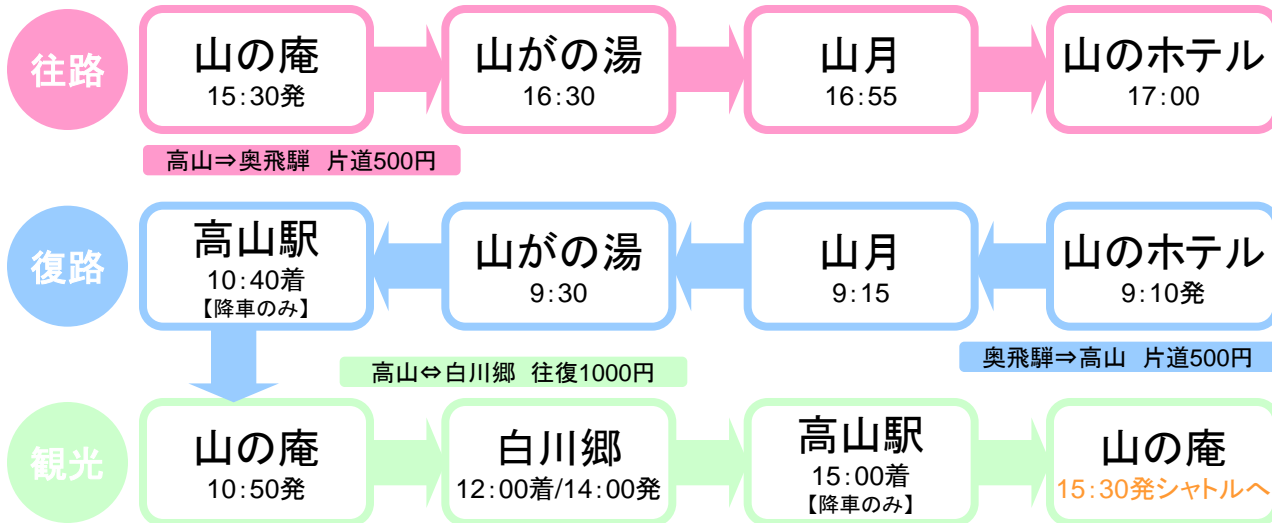 往路
山の庵
15:30発
山がの湯
16:30
山月
16:55
山のホテル
17:00
高山⇒奥飛騨 片道500円
復路
高山駅
10:40着
【降車のみ】
山がの湯
9:30
山月
9:15
山のホテル
9:10発
奥飛騨⇒高山 片道500円
高山⇔白川郷 往復1000円
観光
山の庵
10:50発
白川郷
12:00着/14:00発
高山駅
15:00着
【降車のみ】
山の庵
15:30発シャトルへ